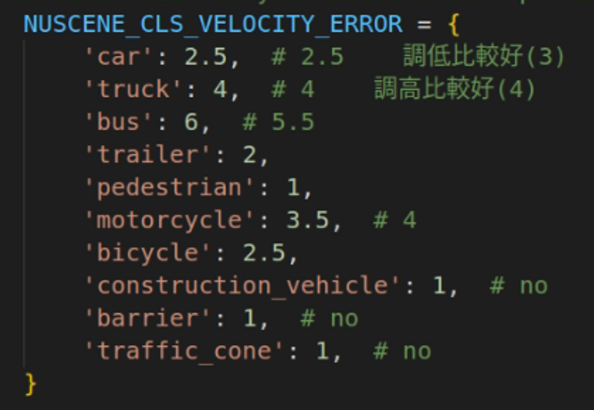 NUSCENE_CLS_VELOCITY_ERROR = {
    'car': 2.5,  # 2.5    調低比較好(3)
    'truck': 4,  # 4    調高比較好(4)
    'bus': 6,  # 5.5
    'trailer': 2,
    'pedestrian': 1,
    'motorcycle': 3.5,  # 4
    'bicycle': 2.5,
    'construction_vehicle': 1,  # no
    'barrier': 1,  # no
    'traffic_cone': 1,  # no
}